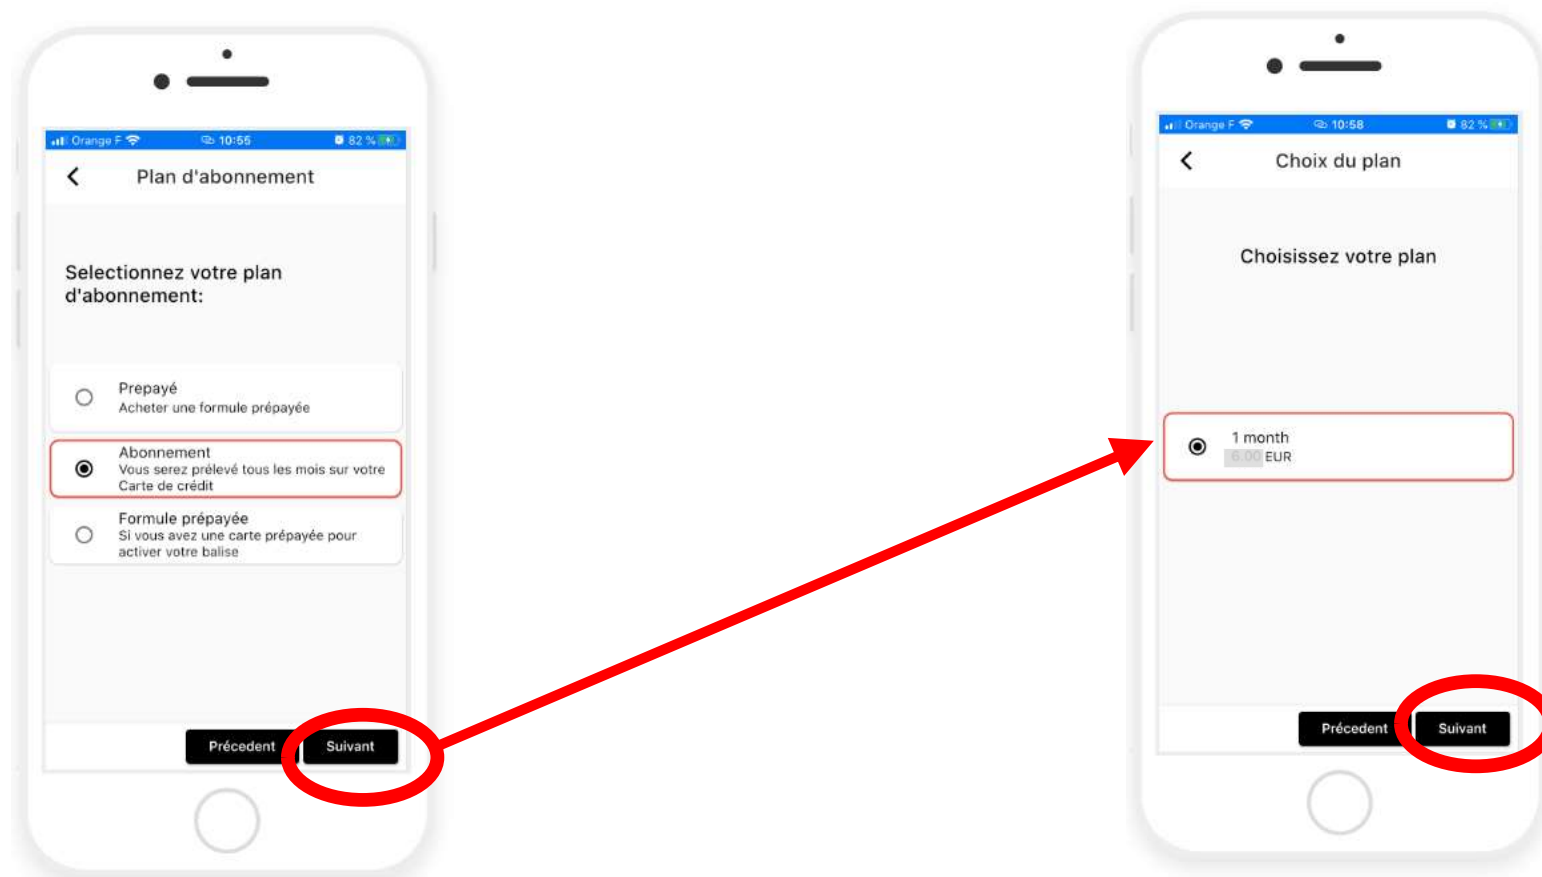 Orange F 10:55 82 %
Plan d'abonnement
Selectionnez votre plan
d'abonnement:
Prepayé
Acheter une formule prépayée
Abonnement
Vous serez prélevé tous les mois sur votre
Carte de crédit
Formule prépayée
Si vous avez une carte prépayée pour
activer votre balise
Précedent Suivant
Orange F 10:58 82 %
Choix du plan
Choisissez votre plan
1 month
6.00 EUR
Précedent Suivant